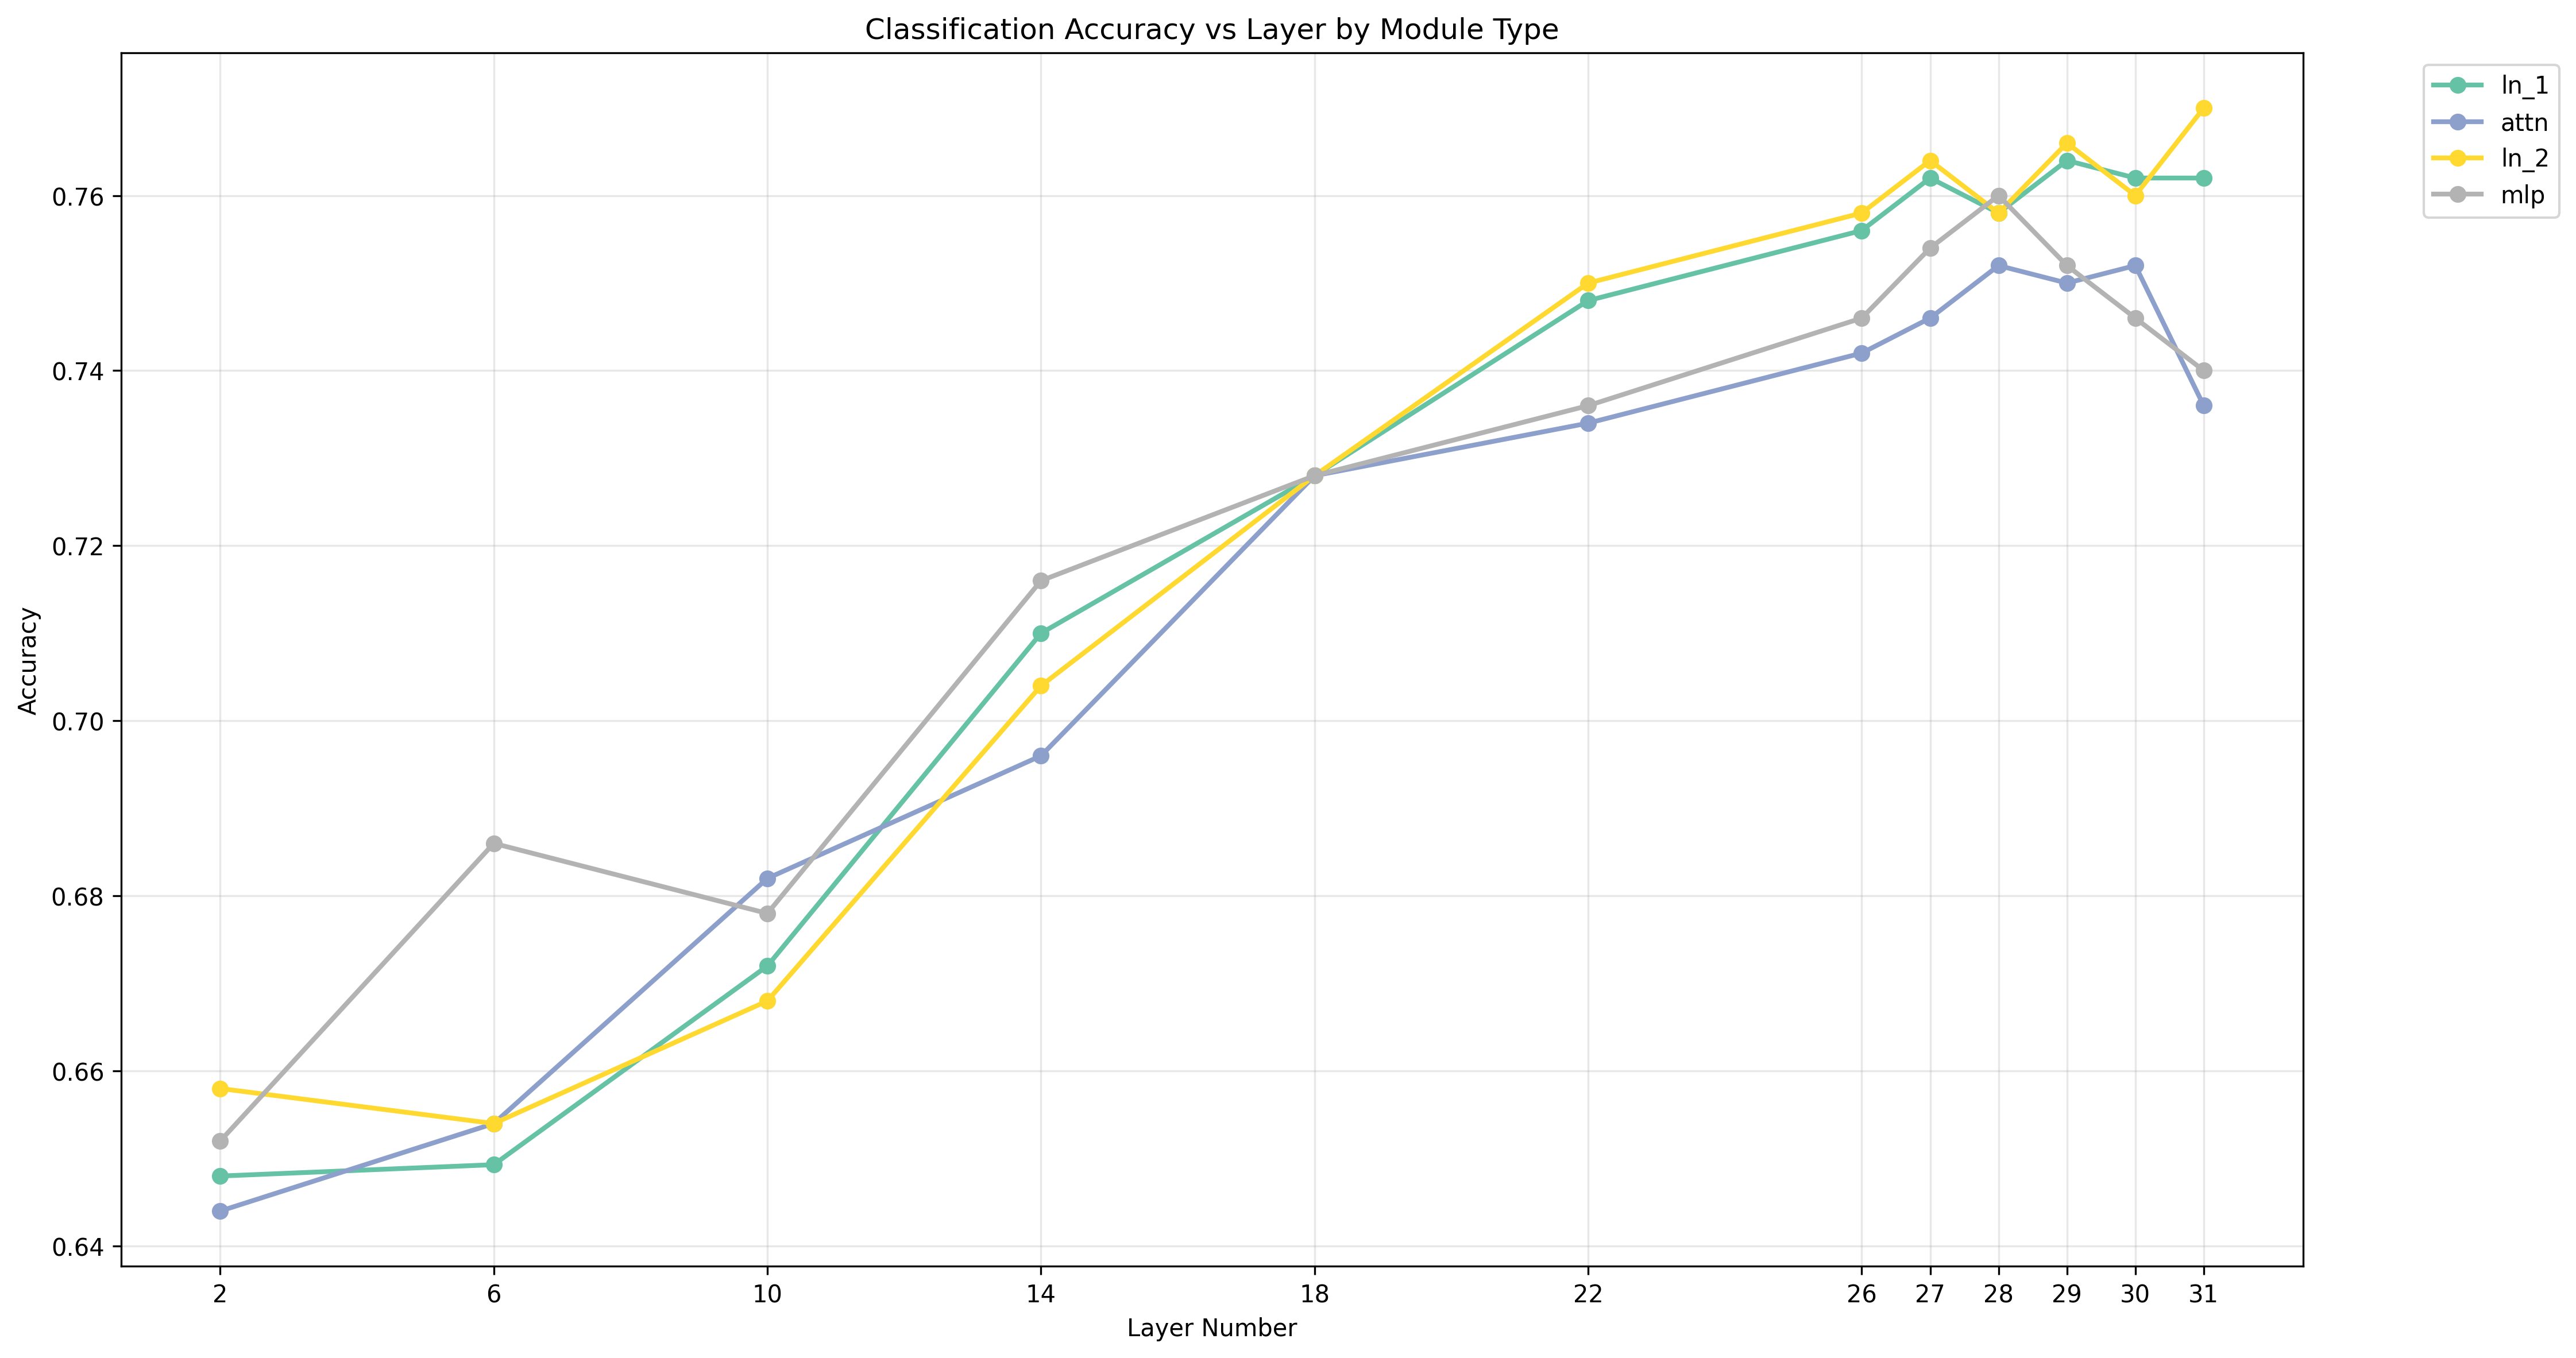 Classification Accuracy vs Layer by Module Type
ln_1
attn
ln_2
mlp
Accuracy
0.76
0.74
0.72
0.70
0.68
0.66
0.64
2 6 10 14 18 22 26 27 28 29 30 31
Layer Number